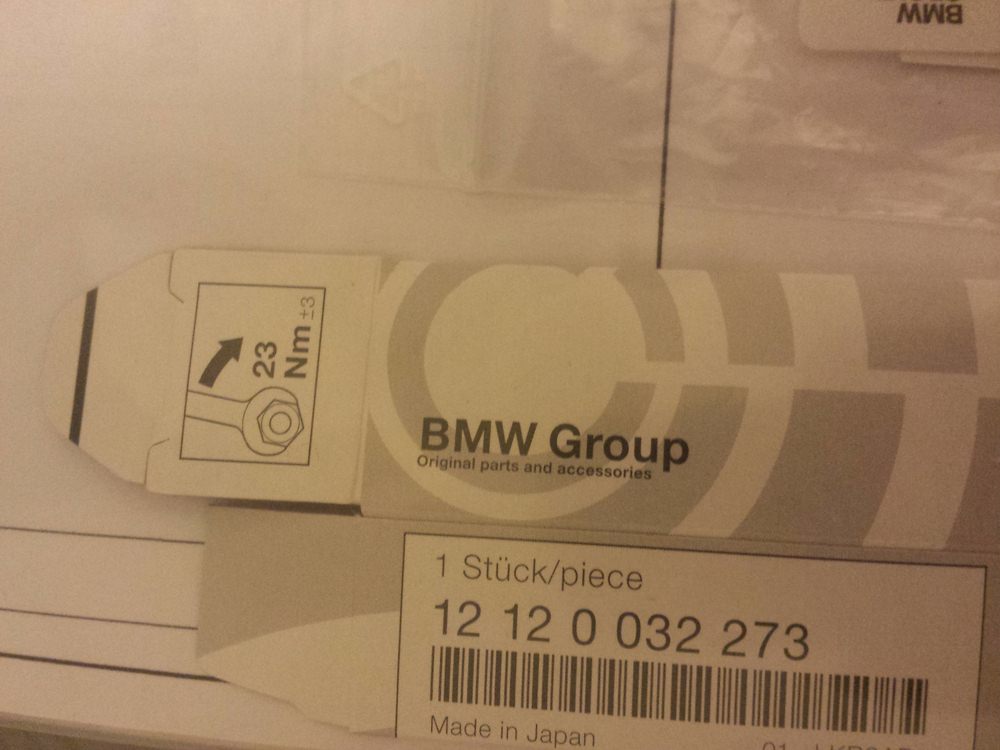 BMW
23
Nm ±3
BMW Group
Original parts and accessories
1 Stück/piece
12 12 0 032 273
Made in Japan
01